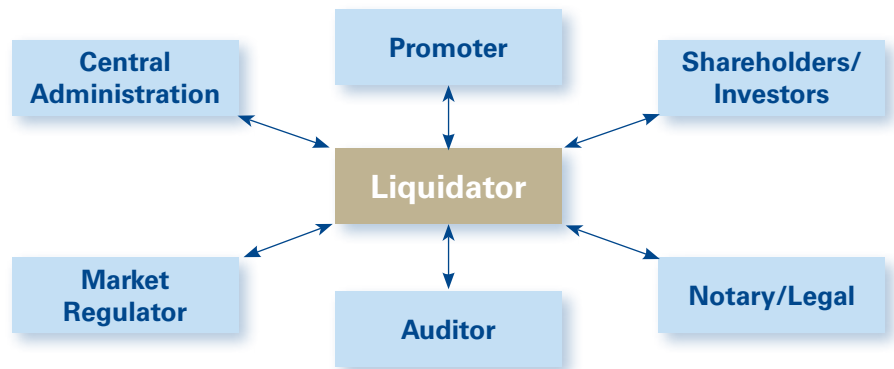 Promoter
Central
Administration
Shareholders/
Investors
Liquidator
Market
Regulator
Auditor
Notary/Legal